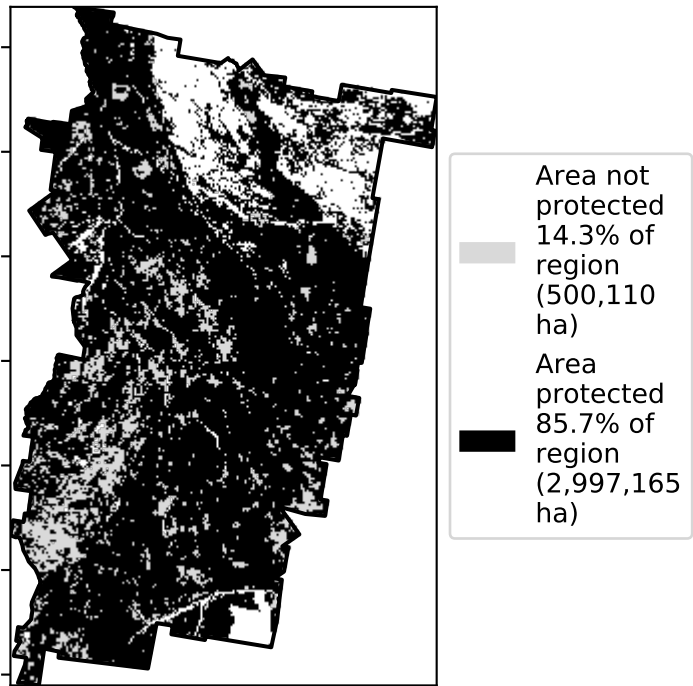 Area not
protected
14.3% of
region
(500,110
ha)
Area
protected
85.7% of
region
(2,997,165
ha)